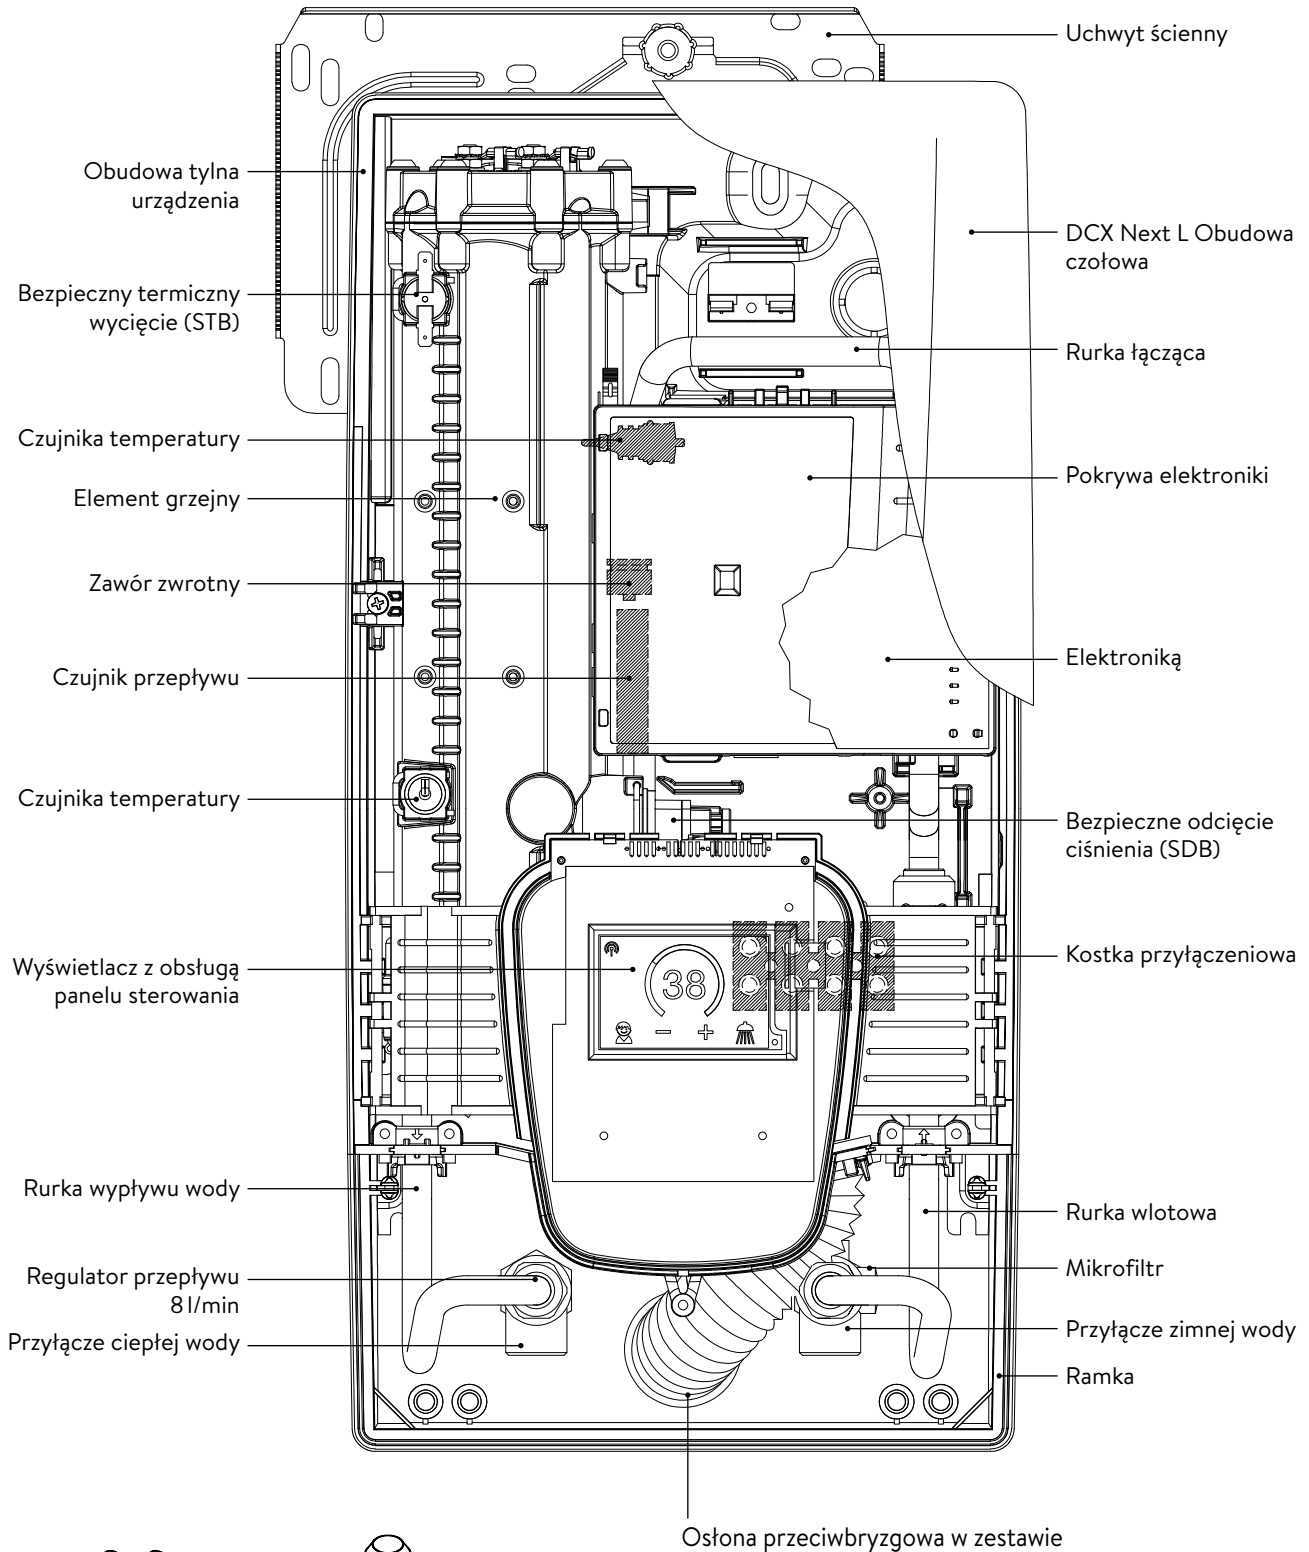 Uchwyt ścienny
Obudowa tylna
urządzenia
DCX Next L Obudowa
czołowa
Bezpieczny termiczny
wycięcie (STB)
Rurka łącząca
Czujnika temperatury
Pokrywa elektroniki
Element grzejny
Zawór zwrotny
Elektroniką
Czujnik przepływu
Czujnika temperatury
Bezpieczne odcięcie
ciśnienia (SDB)
Kostka przyłączeniowa
Wyświetlacz z obsługą
panelu sterowania
38
Rurka wypływu wody
Rurka wlotowa
Mikrofiltr
Regulator przepływu
8 l/min
Przyłącze zimnej wody
Przyłącze ciepłej wody
Ramka
Osłona przeciwbryzgowa w zestawie